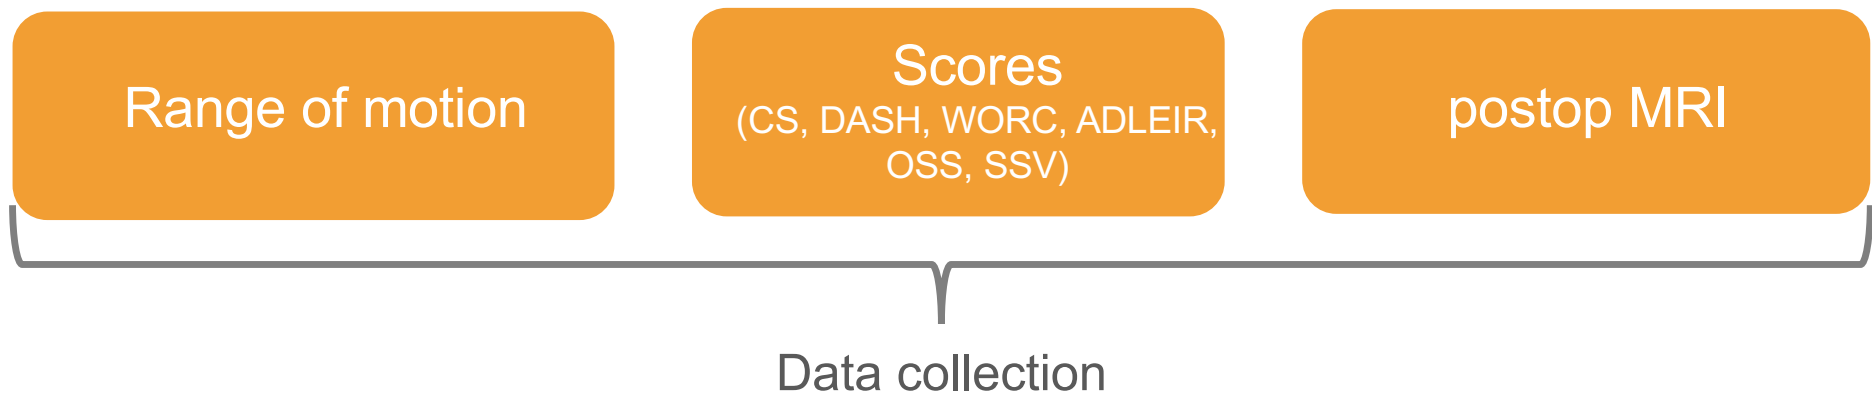 Range of motion
Scores
(CS, DASH, WORC, ADLEIR,
OSS, SSV)
postop MRI
Data collection